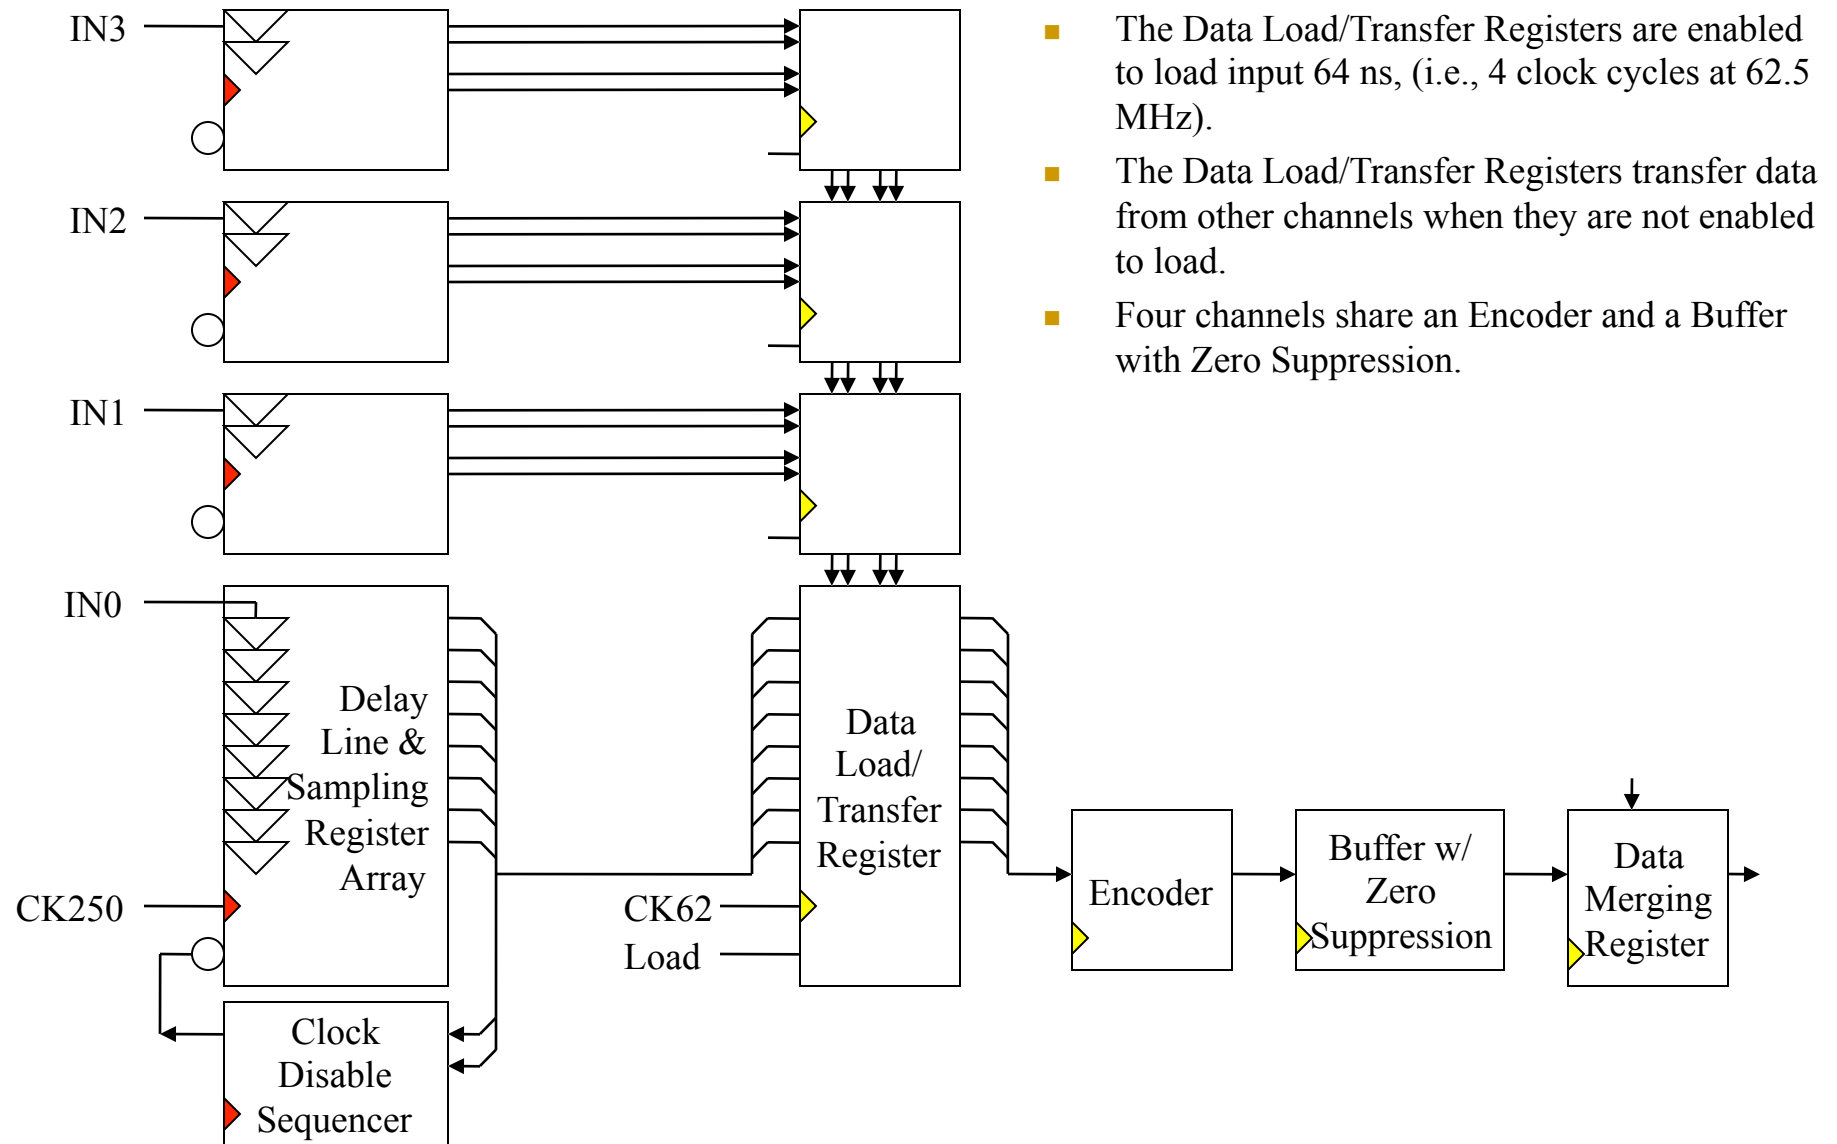 IN3
IN2
IN1
IN0
CK250
Delay
Line &
Sampling
Register
Array
Clock
Disable
Sequencer
CK62
Load
Data
Load/
Transfer
Register
Encoder
Buffer w/
Zero
Suppression
Data
Merging
Register
The Data Load/Transfer Registers are enabled
to load input 64 ns, (i.e., 4 clock cycles at 62.5
MHz).
The Data Load/Transfer Registers transfer data
from other channels when they are not enabled
to load.
Four channels share an Encoder and a Buffer
with Zero Suppression.